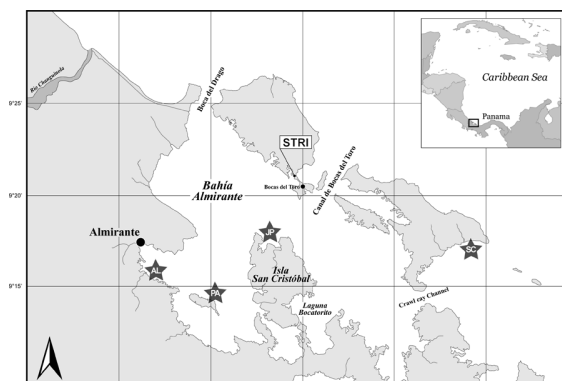 Caribbean Sea
Panama
Rio Changuinola
Boca del Drago
9°25'
STRI
Bocas del Toro
Canal de Bocas del Toro
9°20'
Bahía
Almirante
Almirante
JP
SC
AL
PA
Isla
San Cristóbal
9°15'
Crawl cay Channel
Laguna
Bocatorito